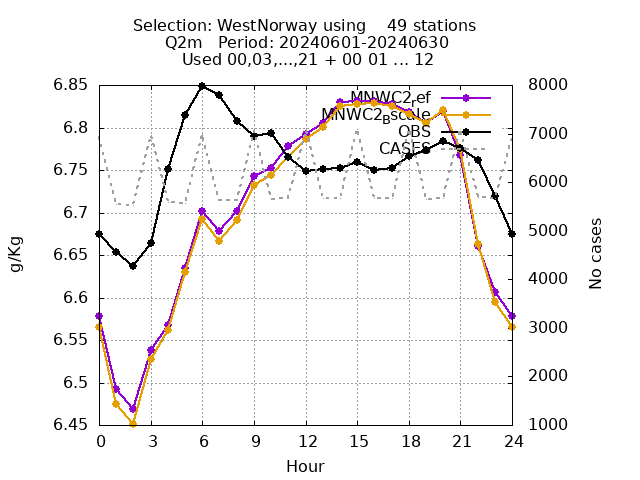 Selection: WestNorway using 49 stations
Q2m Period: 20240601-20240630
Used 00,03,...,21 + 00 01 ... 12
MNWC2ref
MNWC2Bscale
OBS
CASES
6.85
6.8
6.75
6.7
6.65
6.6
6.55
6.5
6.45
8000
7000
6000
5000
4000
3000
2000
1000
g/Kg
No cases
0 3 6 9 12 15 18 21 24
Hour